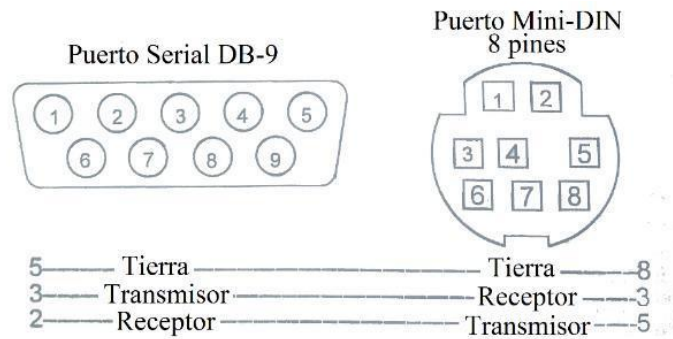 Puerto Serial DB-9
Puerto Mini-DIN
8 pines
1 2 3 4 5
6 7 8 9
1 2
3 4 5
6 7 8
5 Tierra Tierra 8
3 Transmisor Receptor 3
2 Receptor Transmisor 5